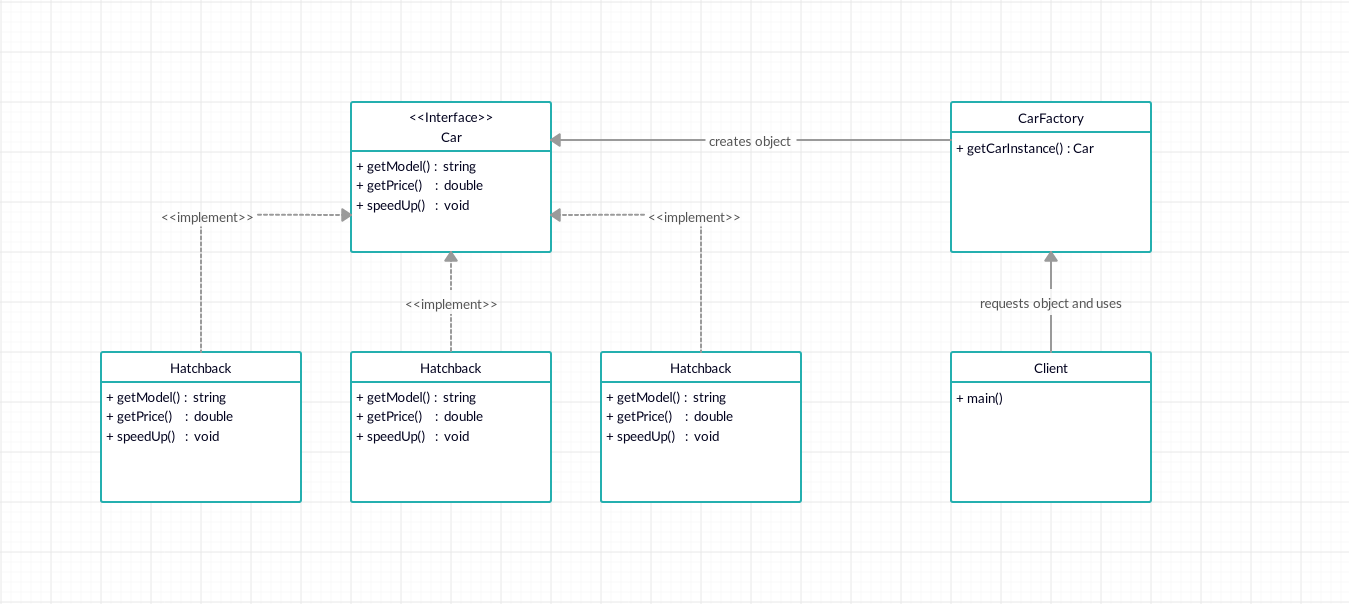 <<Interface>>
Car
+ getModel() : string
+ getPrice() : double
+ speedUp() : void
creates object
CarFactory
+ getCarInstance() : Car
<<implement>>
<<implement>>
<<implement>>
requests object and uses
Hatchback
+ getModel() : string
+ getPrice() : double
+ speedUp() : void
Hatchback
+ getModel() : string
+ getPrice() : double
+ speedUp() : void
Hatchback
+ getModel() : string
+ getPrice() : double
+ speedUp() : void
Client
+ main()